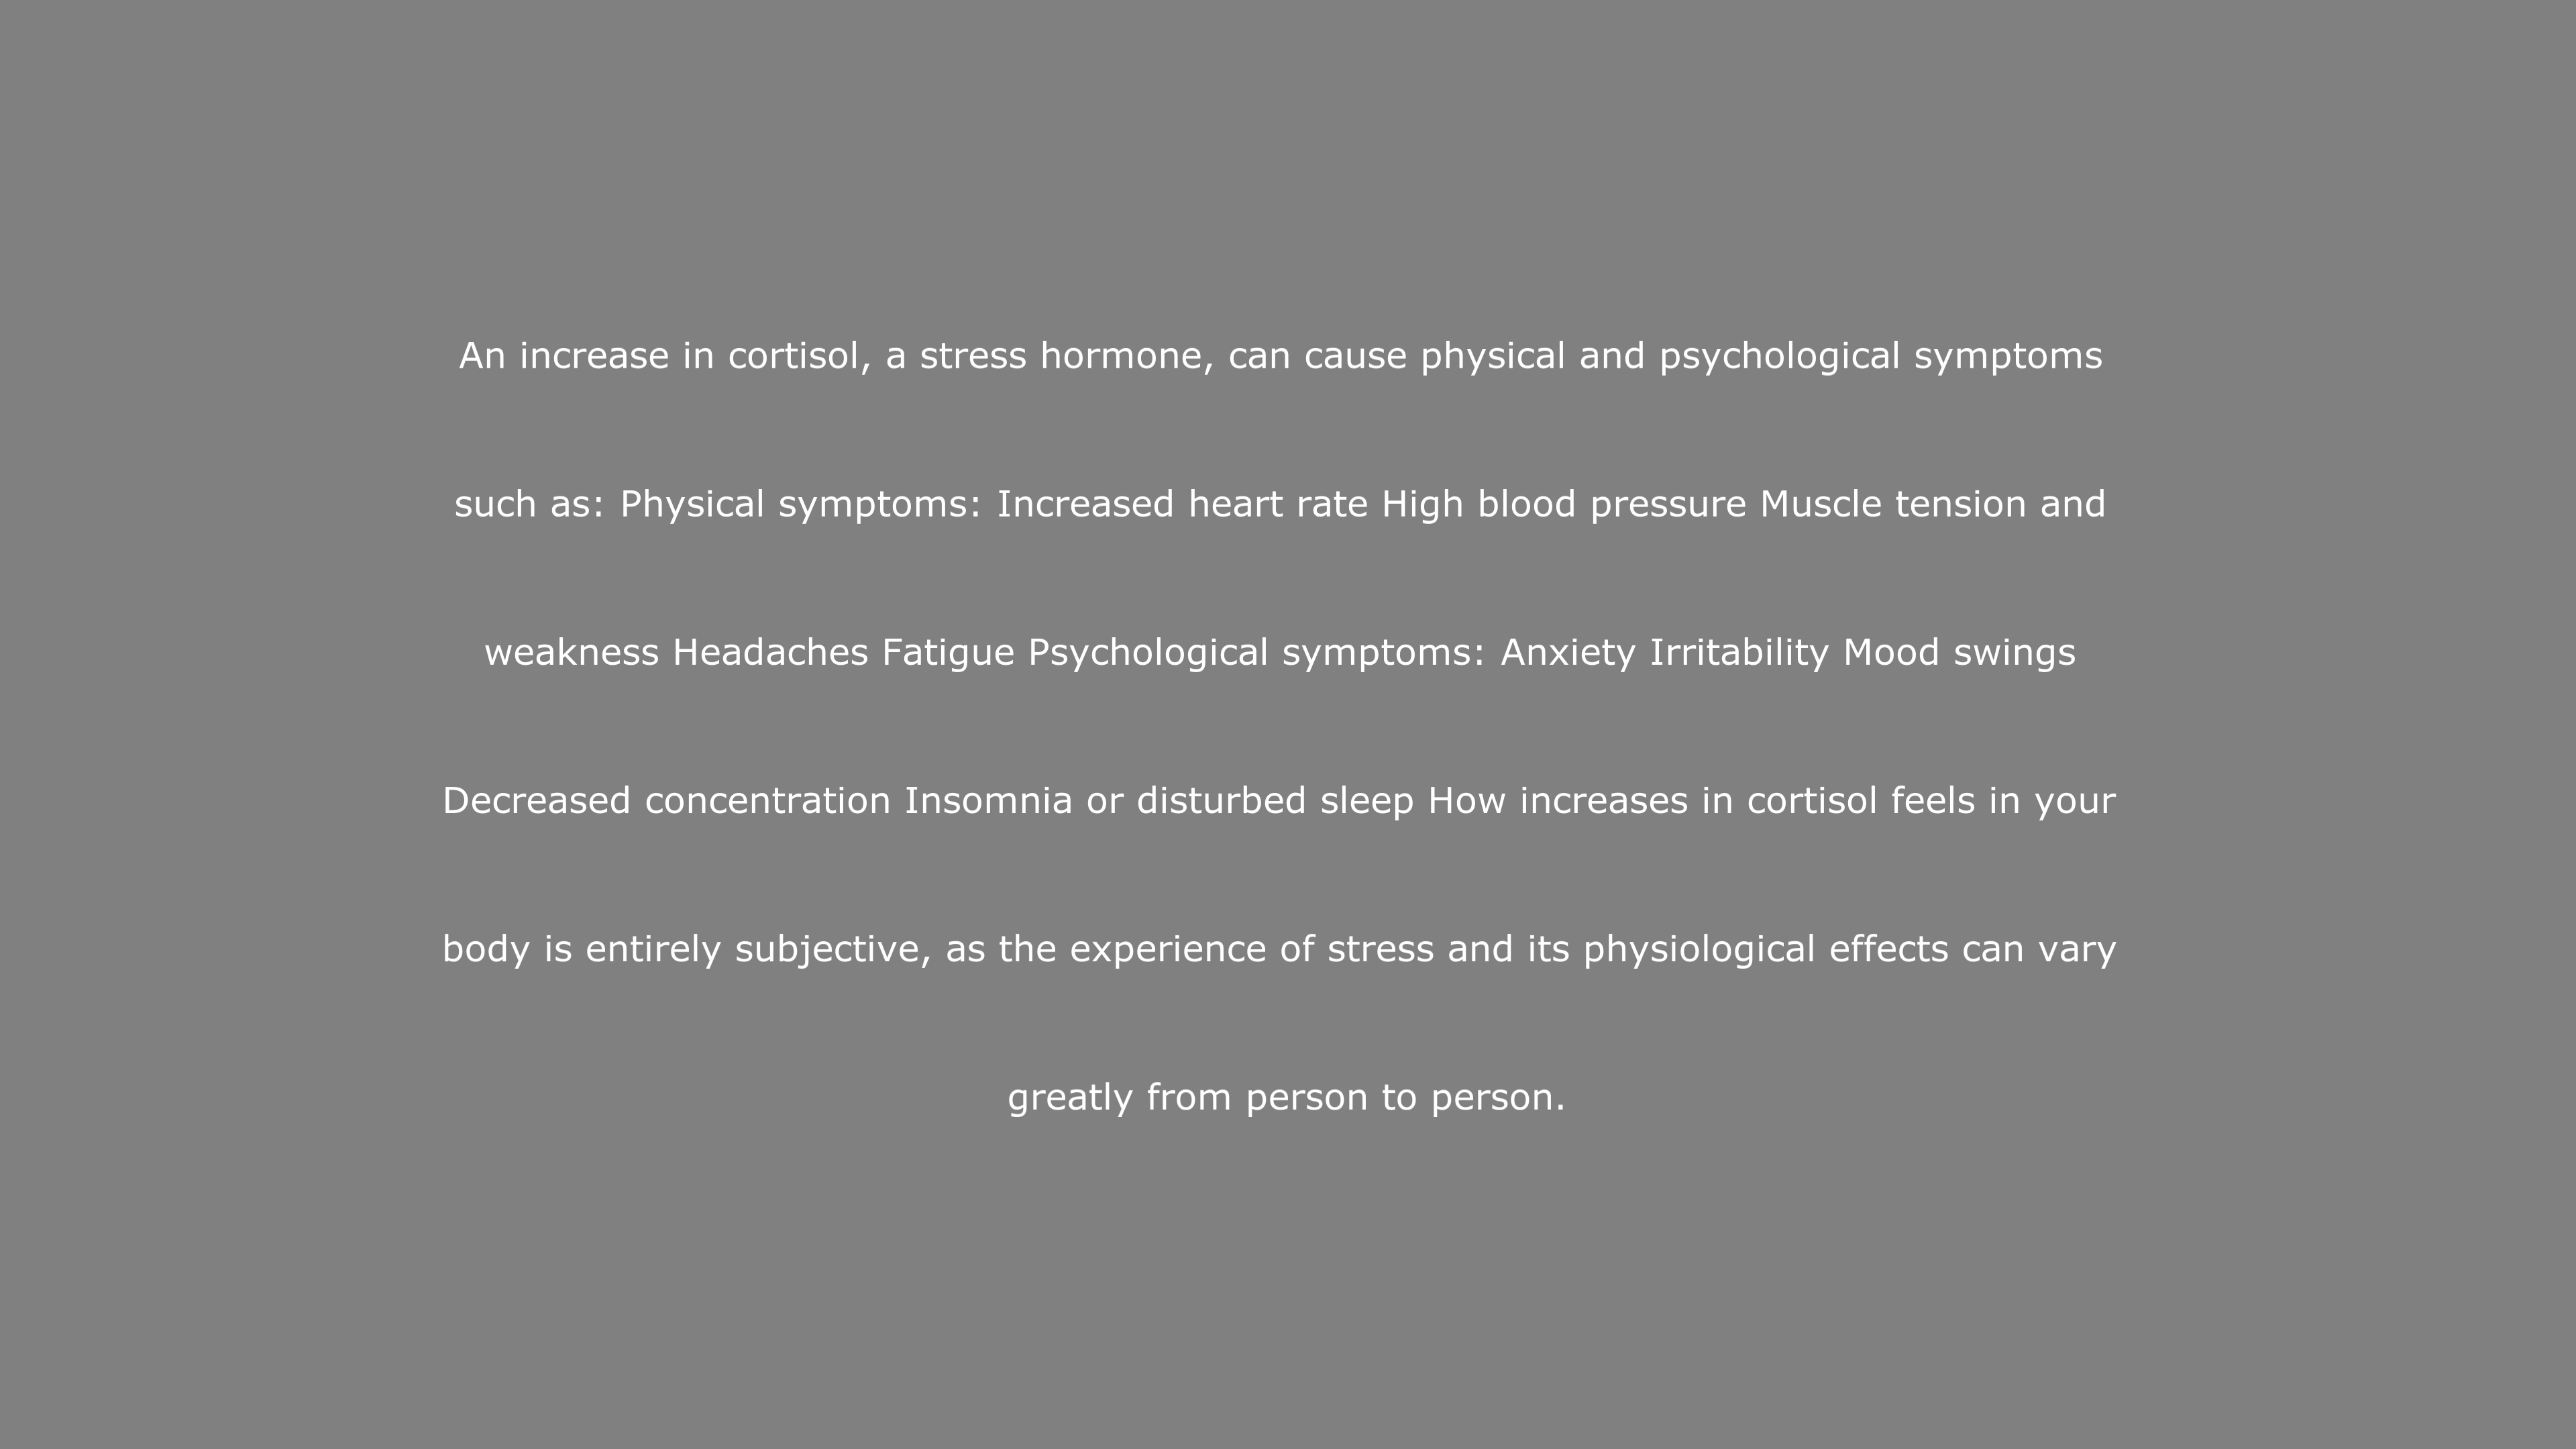 An increase in cortisol, a stress hormone, can cause physical and psychological symptoms
such as: Physical symptoms: Increased heart rate High blood pressure Muscle tension and
weakness Headaches Fatigue Psychological symptoms: Anxiety Irritability Mood swings
Decreased concentration Insomnia or disturbed sleep How increases in cortisol feels in your
body is entirely subjective, as the experience of stress and its physiological effects can vary
greatly from person to person.